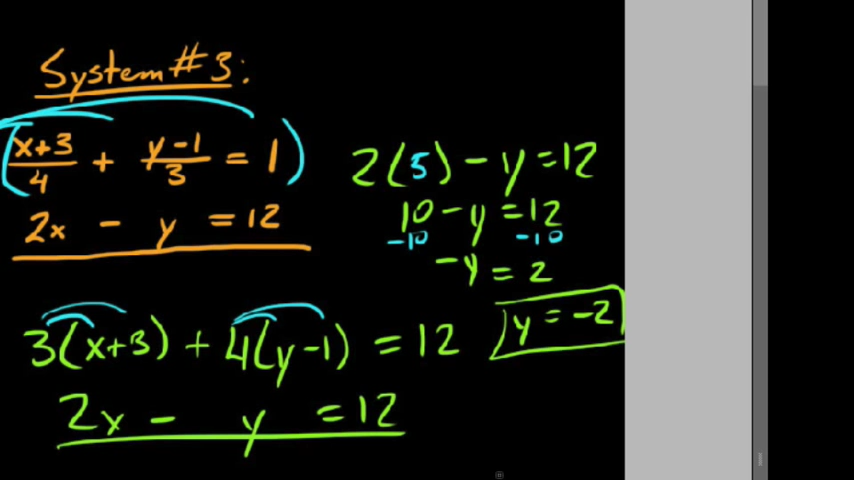 System #3:
(x+3/4 + y-1/3 = 1)
2x - y = 12
3(x+3) + 4(y-1) = 12
2x - y = 12
2(5) - y = 12
10 - y = 12
-10 -10
-y = 2
y = -2